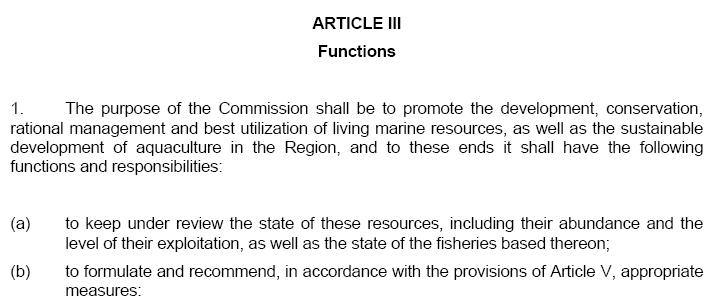 ARTICLE III
Functions
1. The purpose of the Commission shall be to promote the development, conservation,
rational management and best utilization of living marine resources, as well as the sustainable
development of aquaculture in the Region, and to these ends it shall have the following
functions and responsibilities:
(a) to keep under review the state of these resources, including their abundance and the
level of their exploitation, as well as the state of the fisheries based thereon;
(b) to formulate and recommend, in accordance with the provisions of Article V, appropriate
measures: